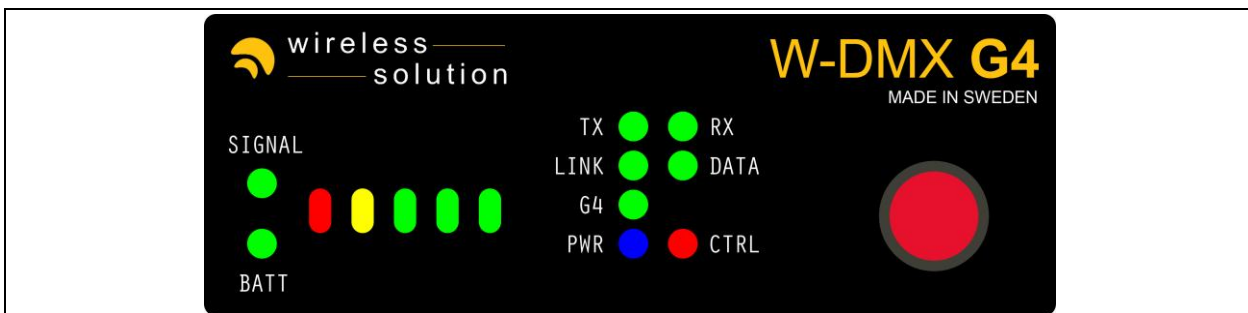 wireless
solution
W-DMX G4
MADE IN SWEDEN
SIGNAL
BATT
TX RX
LINK DATA
G4
PWR CTRL